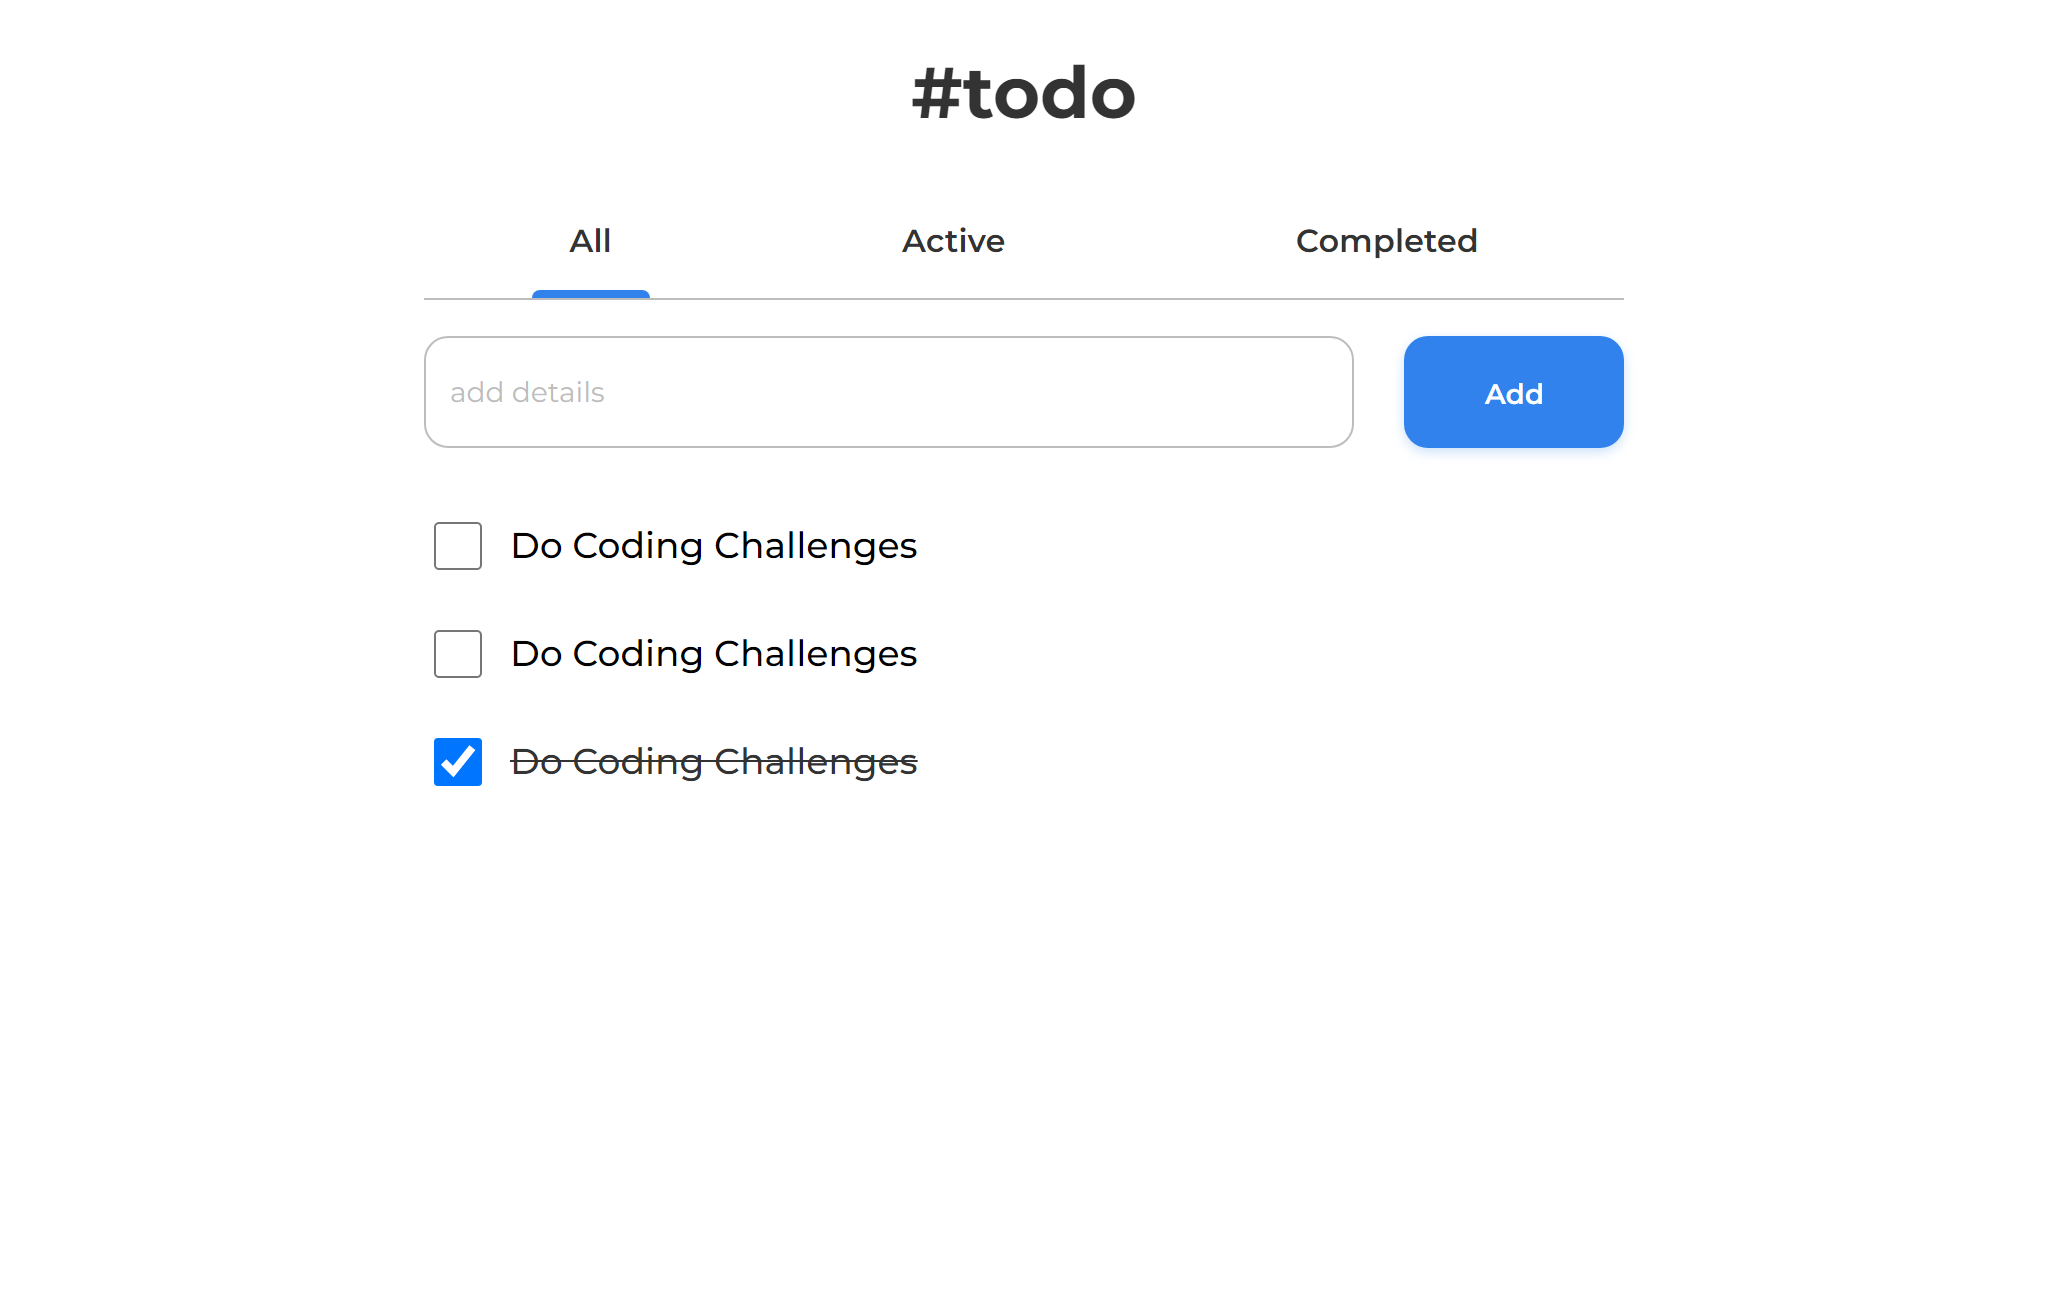 #todo
All Active Completed
add details Add
Do Coding Challenges
Do Coding Challenges
Do Coding Challenges